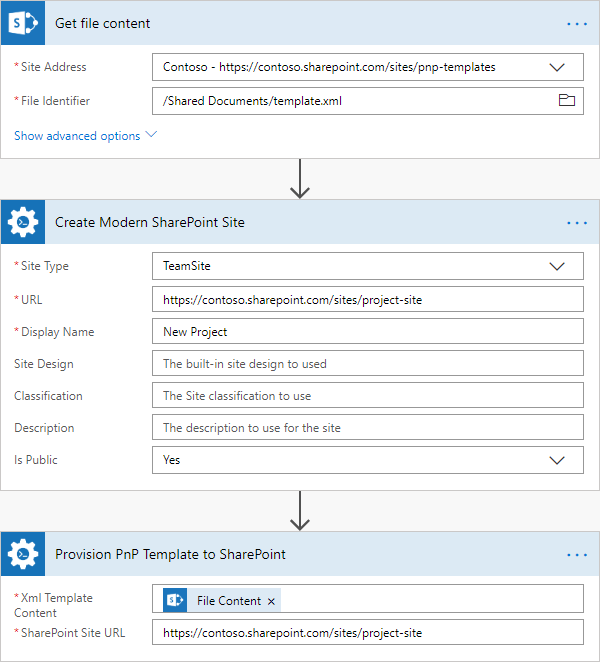 Get file content
* Site Address
Contoso - https://contoso.sharepoint.com/sites/pnp-templates
* File Identifier
/Shared Documents/template.xml
Show advanced options
Create Modern SharePoint Site
* Site Type
TeamSite
* URL
https://contoso.sharepoint.com/sites/project-site
* Display Name
New Project
Site Design
The built-in site design to used
Classification
The Site classification to use
Description
The description to use for the site
Is Public
Yes
Provision PnP Template to SharePoint
* Xml Template
Content
File Content ×
* SharePoint Site URL
https://contoso.sharepoint.com/sites/project-site